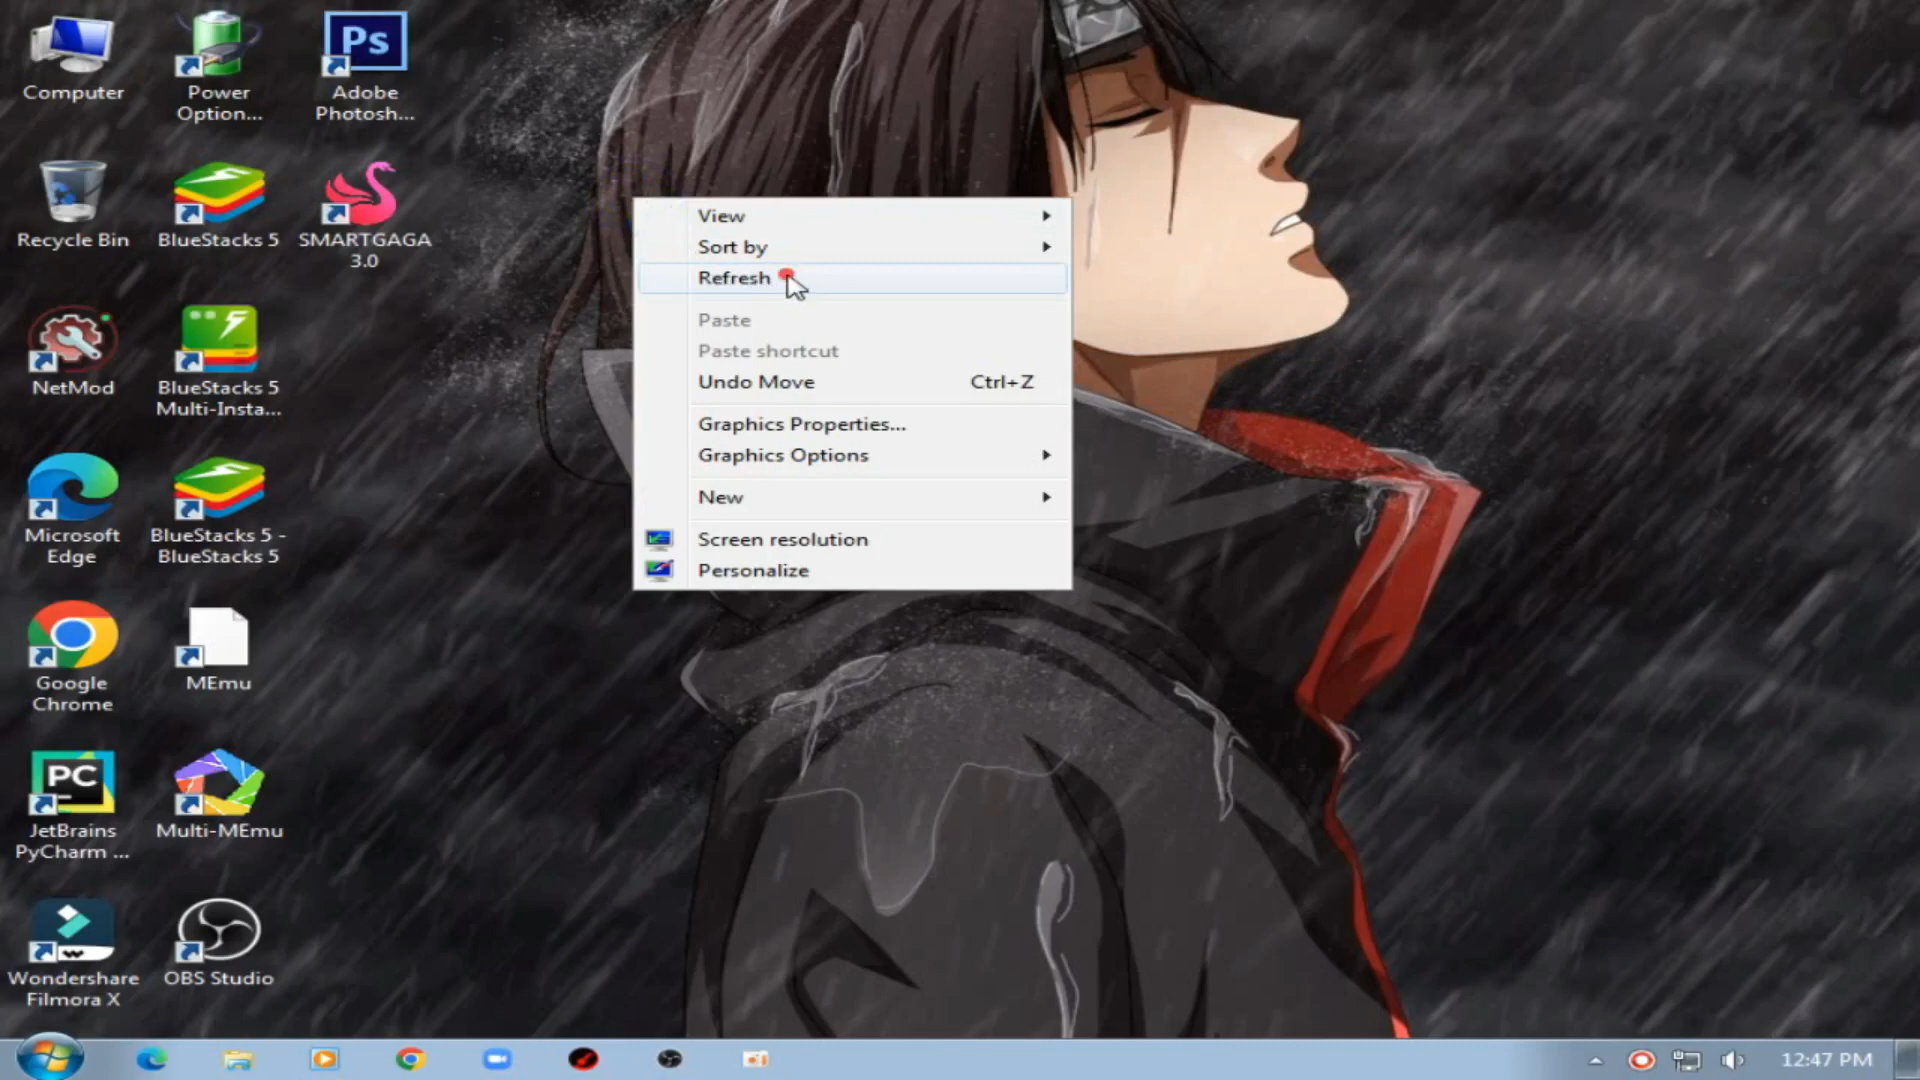 Computer
Power
Option...
Ps
Adobe
Photosh...
Recycle Bin
BlueStacks 5
SMARTGAGA
3.0
NetMod
BlueStacks 5
Multi-Insta...
Microsoft
Edge
BlueStacks 5 -
BlueStacks 5
Google
Chrome
MEmu
PC
JetBrains
PyCharm ...
Multi-MEmu
Wondershare
Filmora X
OBS Studio
View
Sort by
Refresh
Paste
Paste shortcut
Undo Move Ctrl+Z
Graphics Properties...
Graphics Options
New
Screen resolution
Personalize
12:47 PM